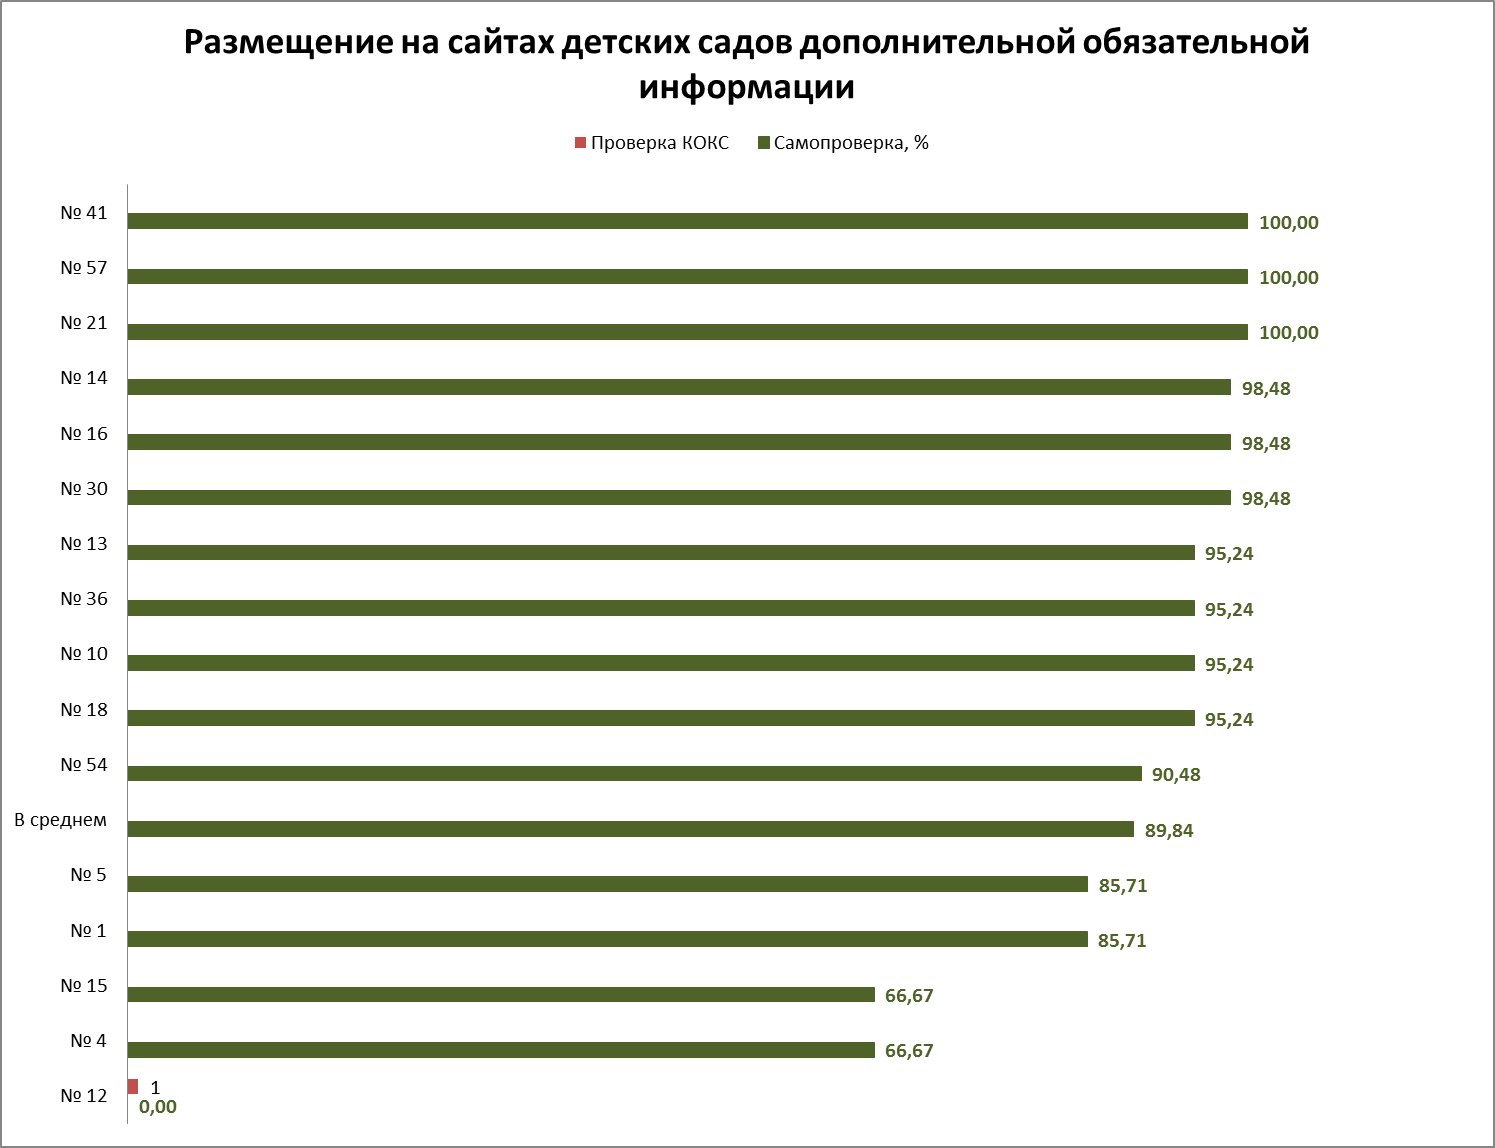 Размещение на сайтах детских садов дополнительной обязательной
информации
Проверка КОКС Самопроверка, %
№ 41 100,00
№ 57 100,00
№ 21 100,00
№ 14 98,48
№ 16 98,48
№ 30 98,48
№ 13 95,24
№ 36 95,24
№ 10 95,24
№ 18 95,24
№ 54 90,48
В среднем 89,84
№ 5 85,71
№ 1 85,71
№ 15 66,67
№ 4 66,67
1
№ 12 0,00